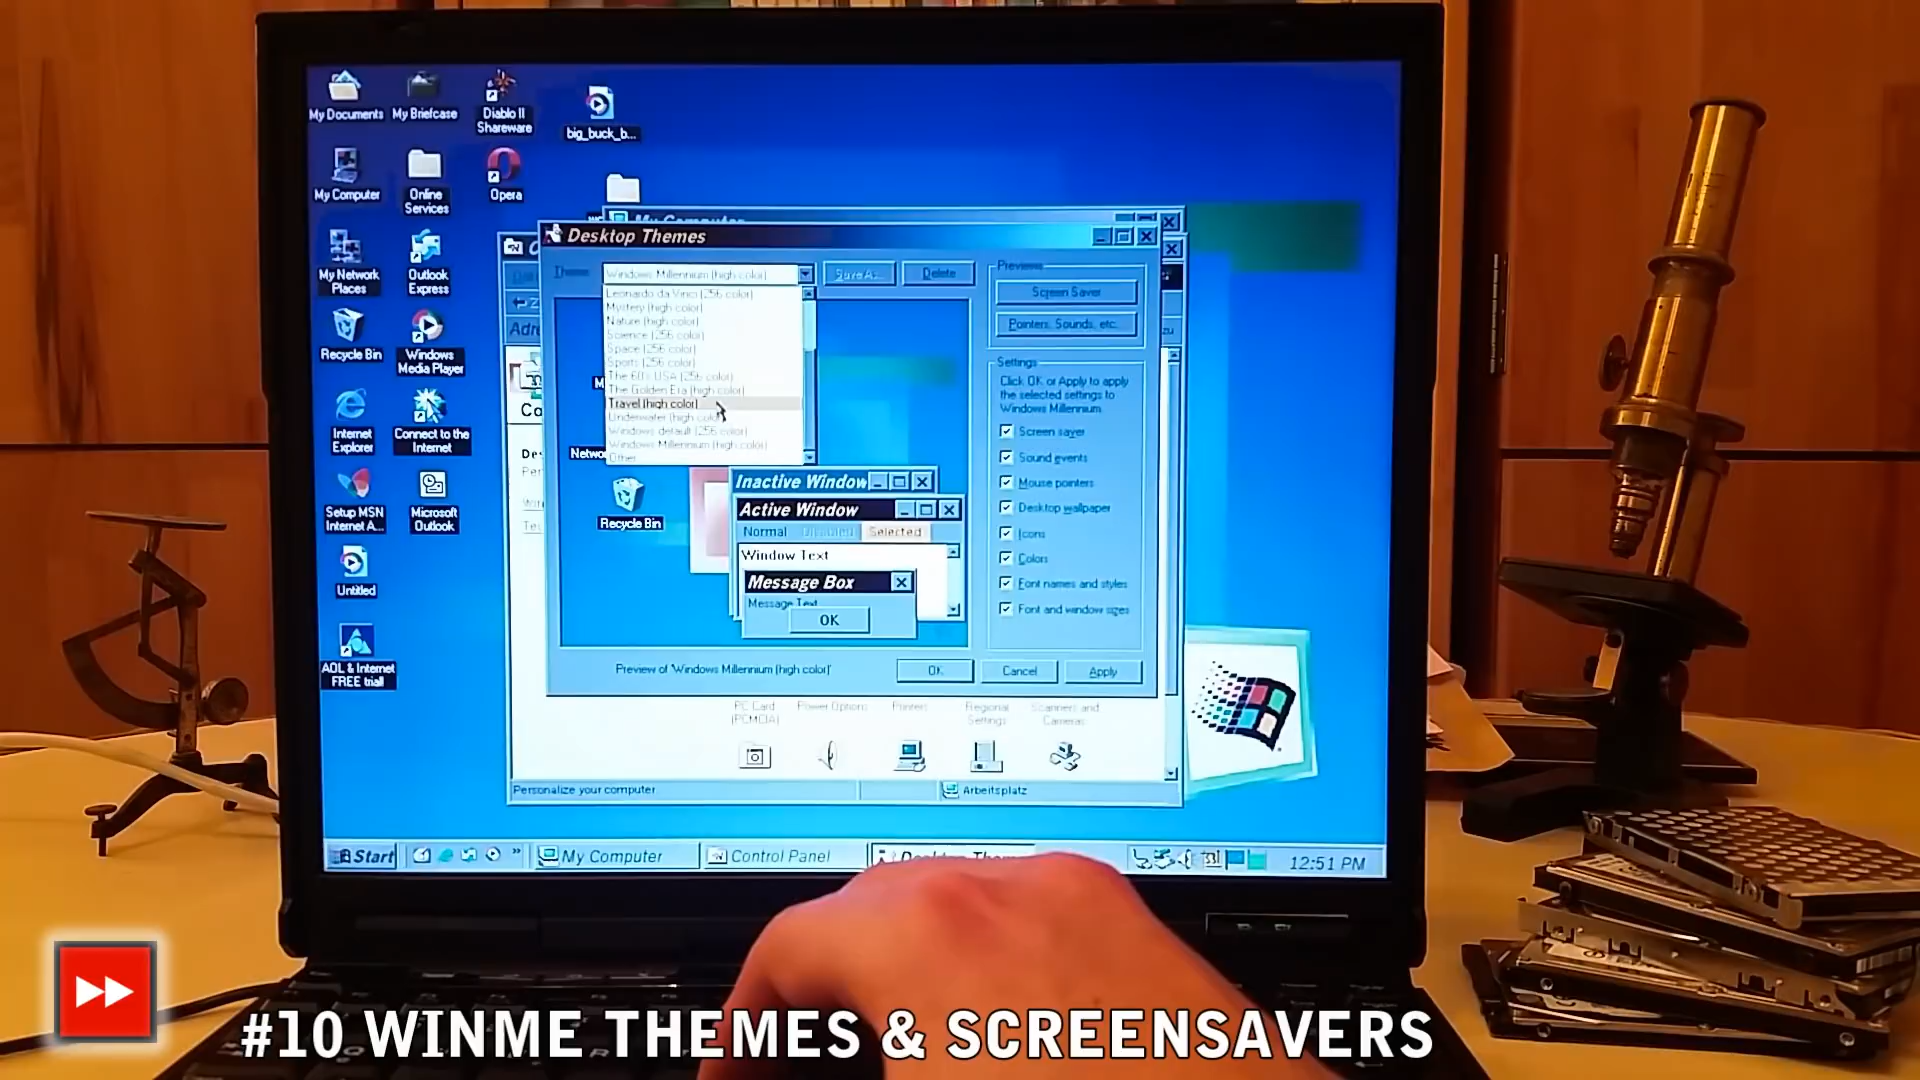 My Documents
My Briefcase
Diablo II
Shareware
big_buck_b...
My Computer
Online
Services
Opera
My Network
Places
Outlook
Express
Recycle Bin
Windows
Media Player
Internet
Explorer
Connect to the
Internet
Setup MSN
Internet A...
Microsoft
Outlook
Untitled
AOL & Internet
FREE trial!
My Computer
Desktop Themes
Theme:
Windows Millennium (high color)
Save As...
Delete
Leonardo da Vinci (256 color)
Mystery (high color)
Nature (high color)
Science (256 color)
Space (256 color)
Sports (256 color)
The 60's USA (256 color)
The Golden Era (high color)
Travel (high color)
Underwater (high color)
Windows default (256 color)
Windows Millennium (high color)
Other...
Previews
Screen Saver
Pointers, Sounds, etc.
Settings
Click OK or Apply to apply
the selected settings to
Windows Millennium
Screen saver
Sound events
Mouse pointers
Desktop wallpaper
Icons
Colors
Font names and styles
Font and window sizes
Recycle Bin
Inactive Window
Active Window
Normal Disabled Selected
Window Text
Message Box
Message Text
OK
Preview of 'Windows Millennium (high color)'
OK
Cancel
Apply
PC Card
(PCMCIA)
Power Options
Printers
Regional
Settings
Scanners and
Cameras
Personalize your computer.
Arbeitsplatz
Start
My Computer
Control Panel
Desktop Them
12:51 PM
#10 WINME THEMES & SCREENSAVERS